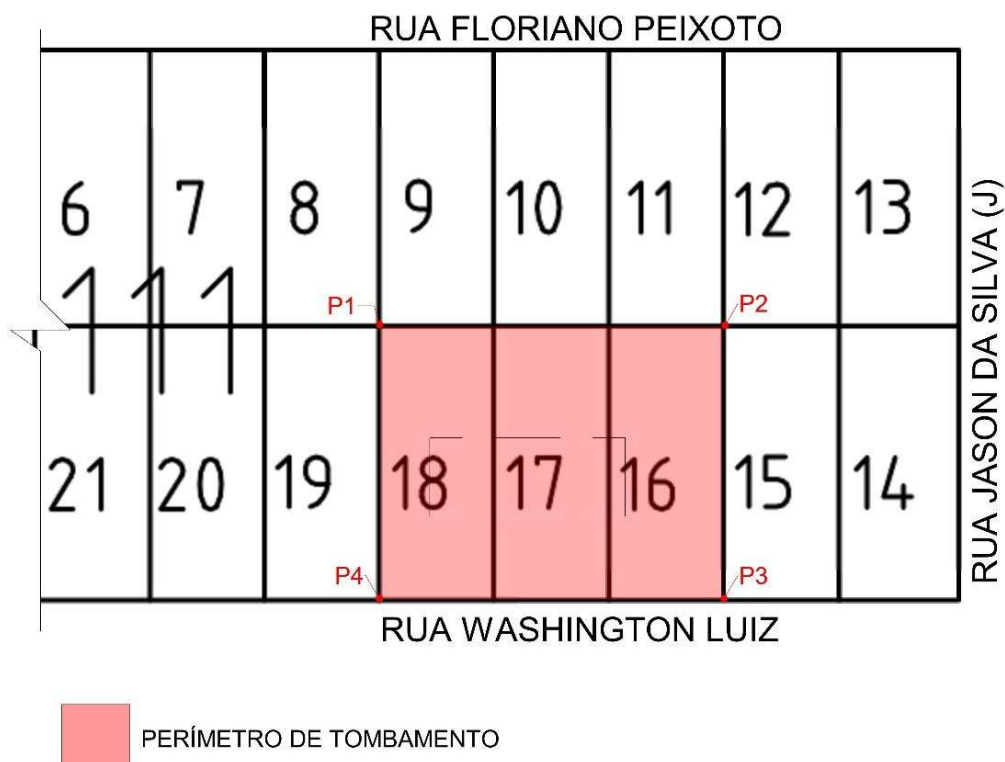 RUA FLORIANO PEIXOTO
6 7 8 9 10 11 12 13
RUA JASON DA SILVA (J)
111
P1 P2
21 20 19 18 17 16 15 14
P4 P3
RUA WASHINGTON LUIZ
PERÍMETRO DE TOMBAMENTO